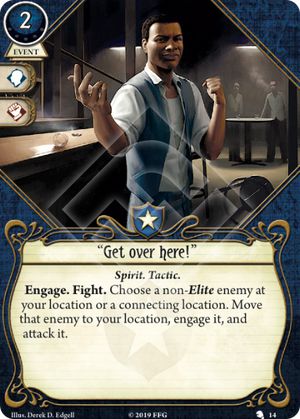 2
EVENT
"Get over here!"
Spirit. Tactic.
Engage. Fight. Choose a non-Elite enemy at
your location or a connecting location. Move
that enemy to your location, engage it, and
attack it.
Illus. Derek D. Edgell
© 2019 FFG
14